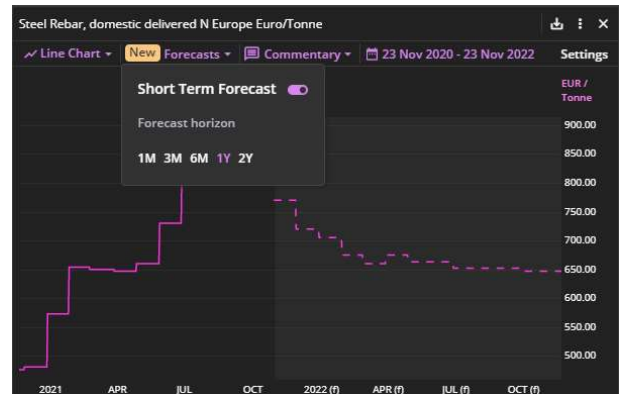 Steel Rebar, domestic delivered N Europe Euro/Tonne
Line Chart New Forecasts Commentary 23 Nov 2020 - 23 Nov 2022 Settings
Short Term Forecast
Forecast horizon
1M 3M 6M 1Y 2Y
EUR /
Tonne
900.00
850.00
800.00
750.00
700.00
650.00
600.00
550.00
500.00
2021 APR JUL OCT 2022 (f) APR (f) JUL (f) OCT (f)